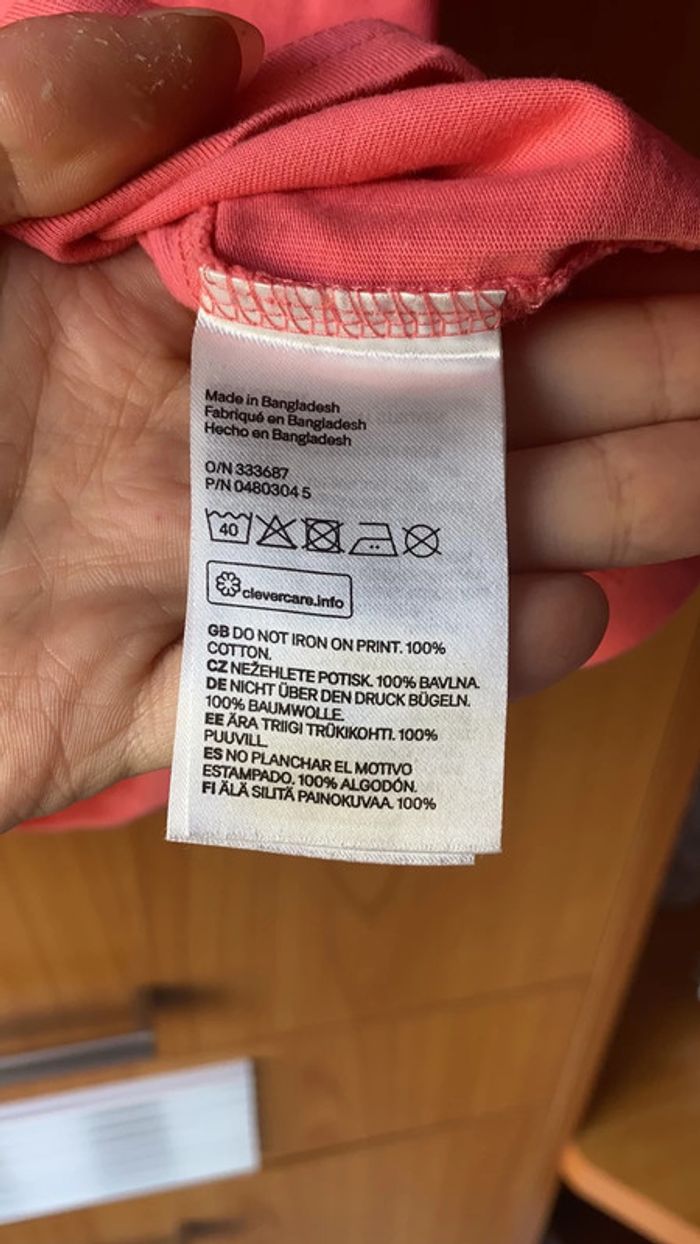 Made in Bangladesh
Fabriqué en Bangladesh
Hecho en Bangladesh
O/N 333687
P/N 0480304 5
40
clevercare.info
GB DO NOT IRON ON PRINT. 100%
COTTON.
CZ NEŽEHLETE POTISK. 100% BAVLNA.
DE NICHT ÜBER DEN DRUCK BÜGELN.
100% BAUMWOLLE.
EE ÄRA TRIIGI TRÜKIKOHTI. 100%
PUUVILL.
ES NO PLANCHAR EL MOTIVO
ESTAMPADO. 100% ALGODÓN.
FI ÄLÄ SILITÄ PAINOKUVAA. 100%